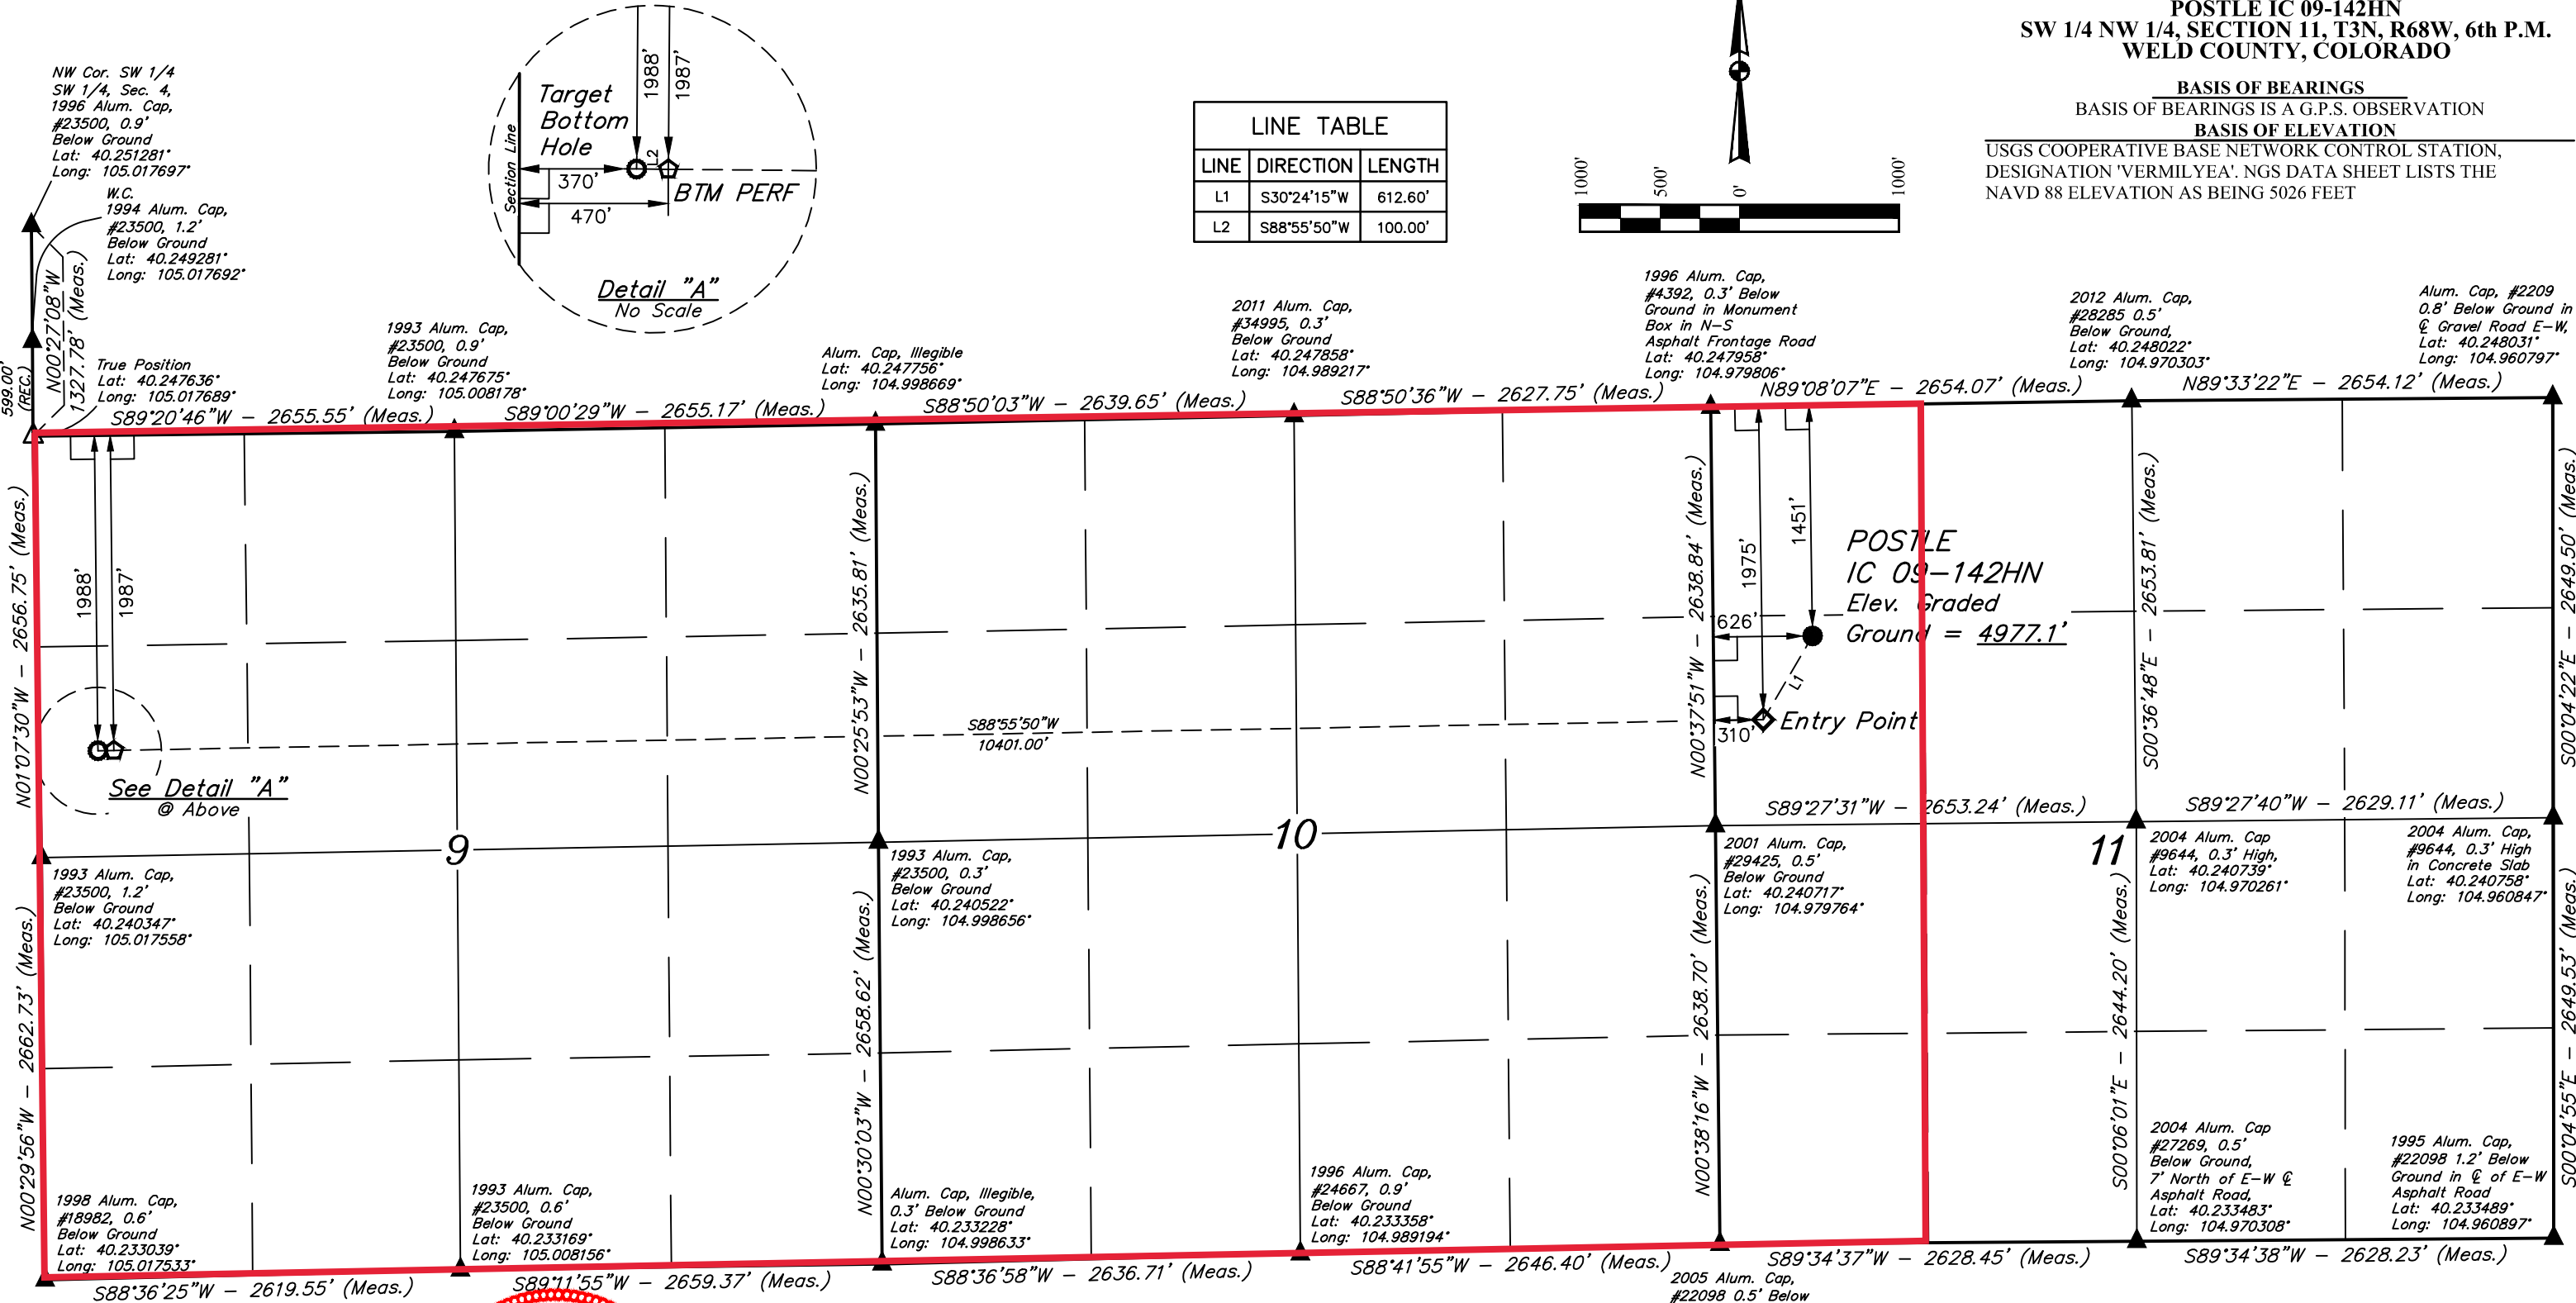 POSTLE IC 09-142HN
SW 1/4 NW 1/4, SECTION 11, T3N, R68W, 6th P.M.
WELD COUNTY, COLORADO
BASIS OF BEARINGS
BASIS OF BEARINGS IS A G.P.S. OBSERVATION
BASIS OF ELEVATION
USGS COOPERATIVE BASE NETWORK CONTROL STATION,
DESIGNATION 'VERMILYEA'. NGS DATA SHEET LISTS THE
NAVD 88 ELEVATION AS BEING 5026 FEET
NW Cor. SW 1/4
SW 1/4, Sec. 4,
1996 Alum. Cap,
#23500, 0.9'
Below Ground
Lat: 40.251281°
Long: 105.017697°
W.C.
1994 Alum. Cap,
#23500, 1.2'
Below Ground
Lat: 40.249281°
Long: 105.017692°
N00°27'08"W
1327.78' (Meas.)
599.00'
(REC.)
True Position
Lat: 40.247636°
Long: 105.017689°
Target
Bottom
Hole
1988'
1987'
L2
Section Line
370'
470'
BTM PERF
Detail "A"
No Scale
LINE TABLE
LINE DIRECTION LENGTH
L1 S30°24'15"W 612.60'
L2 S88°55'50"W 100.00'
1000'
500'
0'
1000'
1993 Alum. Cap,
#23500, 0.9'
Below Ground
Lat: 40.247675°
Long: 105.008178°
Alum. Cap, Illegible
Lat: 40.247756°
Long: 104.998669°
2011 Alum. Cap,
#34995, 0.3'
Below Ground
Lat: 40.247858°
Long: 104.989217°
1996 Alum. Cap,
#4392, 0.3' Below
Ground in Monument
Box in N-S
Asphalt Frontage Road
Lat: 40.247958°
Long: 104.979806°
2012 Alum. Cap,
#28285 0.5'
Below Ground,
Lat: 40.248022°
Long: 104.970303°
Alum. Cap, #2209
0.8' Below Ground in
℄ Gravel Road E-W,
Lat: 40.248031°
Long: 104.960797°
S89°20'46"W - 2655.55' (Meas.)
S89°00'29"W - 2655.17' (Meas.)
S88°50'03"W - 2639.65' (Meas.)
S88°50'36"W - 2627.75' (Meas.)
N89°08'07"E - 2654.07' (Meas.)
N89°33'22"E - 2654.12' (Meas.)
N01°07'30"W - 2656.75' (Meas.)
1988'
1987'
N00°25'53"W - 2635.81' (Meas.)
N00°37'51"W - 2638.84' (Meas.)
1975'
1451'
626'
310'
L1
POSTLE
IC 09-142HN
Elev. Graded
Ground = 4977.1'
Entry Point
S00°36'48"E - 2653.81' (Meas.)
S00°04'22"E - 2649.50' (Meas.)
S88°55'50"W
10401.00'
See Detail "A"
@ Above
S89°27'31"W - 2653.24' (Meas.)
S89°27'40"W - 2629.11' (Meas.)
9
10
11
1993 Alum. Cap,
#23500, 1.2'
Below Ground
Lat: 40.240347°
Long: 105.017558°
1993 Alum. Cap,
#23500, 0.3'
Below Ground
Lat: 40.240522°
Long: 104.998656°
2001 Alum. Cap,
#29425, 0.5'
Below Ground
Lat: 40.240717°
Long: 104.979764°
2004 Alum. Cap
#9644, 0.3' High,
Lat: 40.240739°
Long: 104.970261°
2004 Alum. Cap,
#9644, 0.3' High
in Concrete Slab
Lat: 40.240758°
Long: 104.960847°
N00°29'56"W - 2662.73' (Meas.)
N00°30'03"W - 2658.62' (Meas.)
N00°38'16"W - 2638.70' (Meas.)
S00°06'01"E - 2644.20' (Meas.)
S00°04'55"E - 2649.53' (Meas.)
1998 Alum. Cap,
#18982, 0.6'
Below Ground
Lat: 40.233039°
Long: 105.017533°
1993 Alum. Cap,
#23500, 0.6'
Below Ground
Lat: 40.233169°
Long: 105.008156°
Alum. Cap, Illegible,
0.3' Below Ground
Lat: 40.233228°
Long: 104.998633°
1996 Alum. Cap,
#24667, 0.9'
Below Ground
Lat: 40.233358°
Long: 104.989194°
2004 Alum. Cap
#27269, 0.5'
Below Ground,
7' North of E-W ℄
Asphalt Road,
Lat: 40.233483°
Long: 104.970308°
1995 Alum. Cap,
#22098 1.2' Below
Ground in ℄ of E-W
Asphalt Road
Lat: 40.233489°
Long: 104.960897°
S88°36'25"W - 2619.55' (Meas.)
S89°11'55"W - 2659.37' (Meas.)
S88°36'58"W - 2636.71' (Meas.)
S88°41'55"W - 2646.40' (Meas.)
S89°34'37"W - 2628.45' (Meas.)
S89°34'38"W - 2628.23' (Meas.)
2005 Alum. Cap,
#22098 0.5' Below